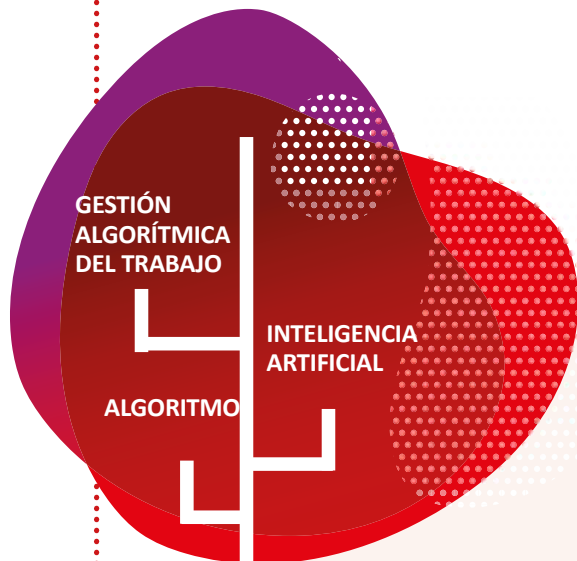 GESTIÓN
ALGORÍTMICA
DEL TRABAJO
INTELIGENCIA
ARTIFICIAL
ALGORITMO